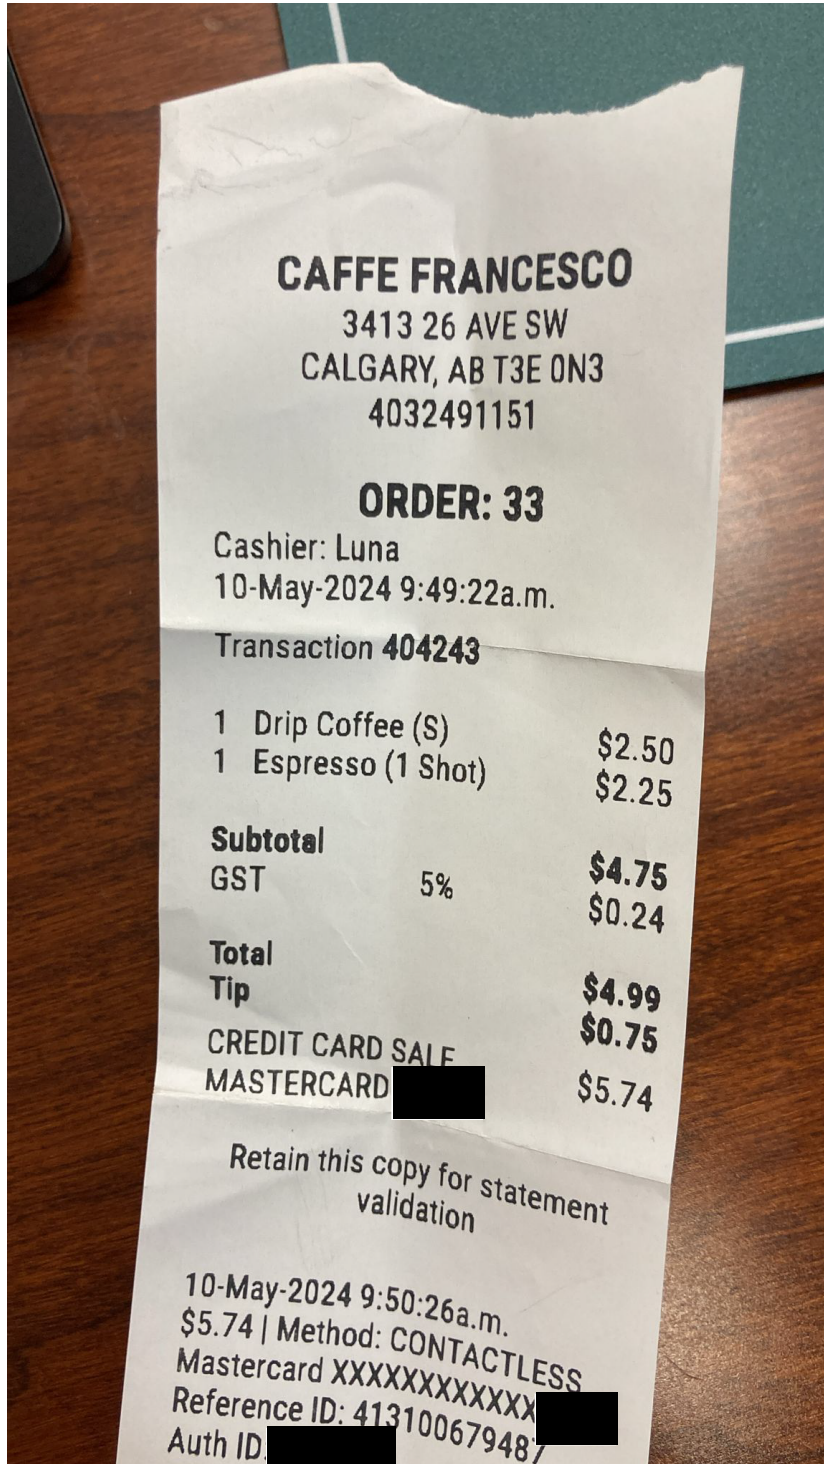 CAFFE FRANCESCO
3413 26 AVE SW
CALGARY, AB T3E 0N3
4032491151
ORDER: 33
Cashier: Luna
10-May-2024 9:49:22a.m.
Transaction 404243
1 Drip Coffee (S) $2.50
1 Espresso (1 Shot) $2.25
Subtotal $4.75
GST 5% $0.24
Total $4.99
Tip $0.75
CREDIT CARD SALE
MASTERCARD $5.74
Retain this copy for statement
validation
10-May-2024 9:50:26a.m.
$5.74 | Method: CONTACTLESS
Mastercard XXXXXXXXXXXX
Reference ID: 413100679487
Auth ID: